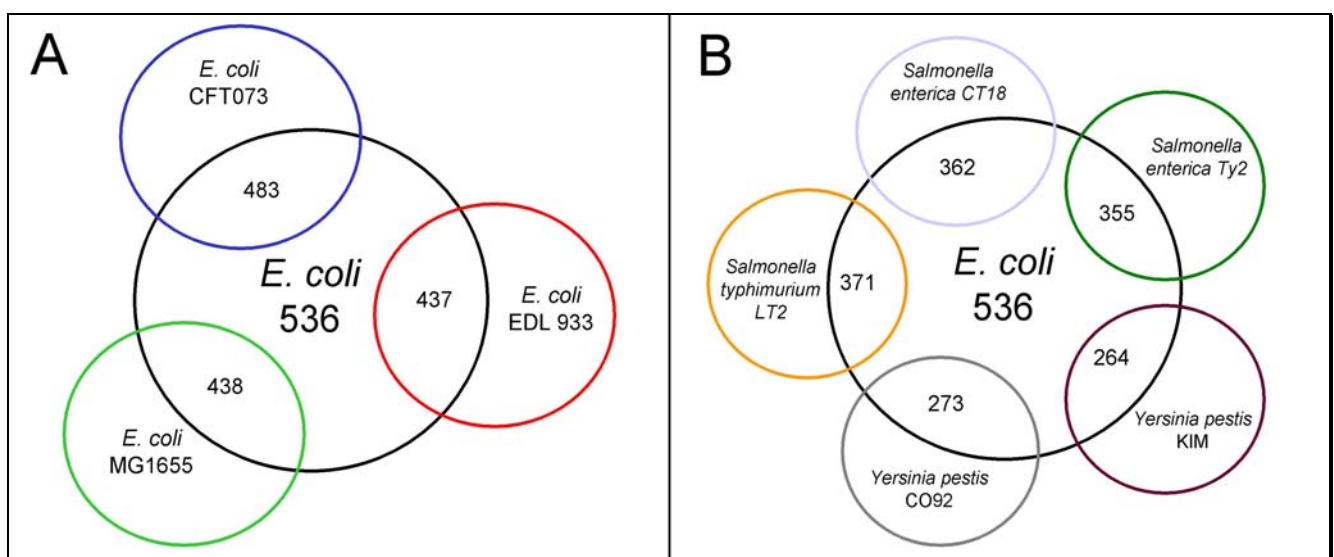 A
E. coli
CFT073
483
E. coli
536
437
E. coli
EDL 933
438
E. coli
MG1655
B
Salmonella
enterica CT18
362
Salmonella
enterica Ty2
355
Salmonella
typhimurium
LT2
371
E. coli
536
264
Yersinia pestis
KIM
273
Yersinia pestis
CO92